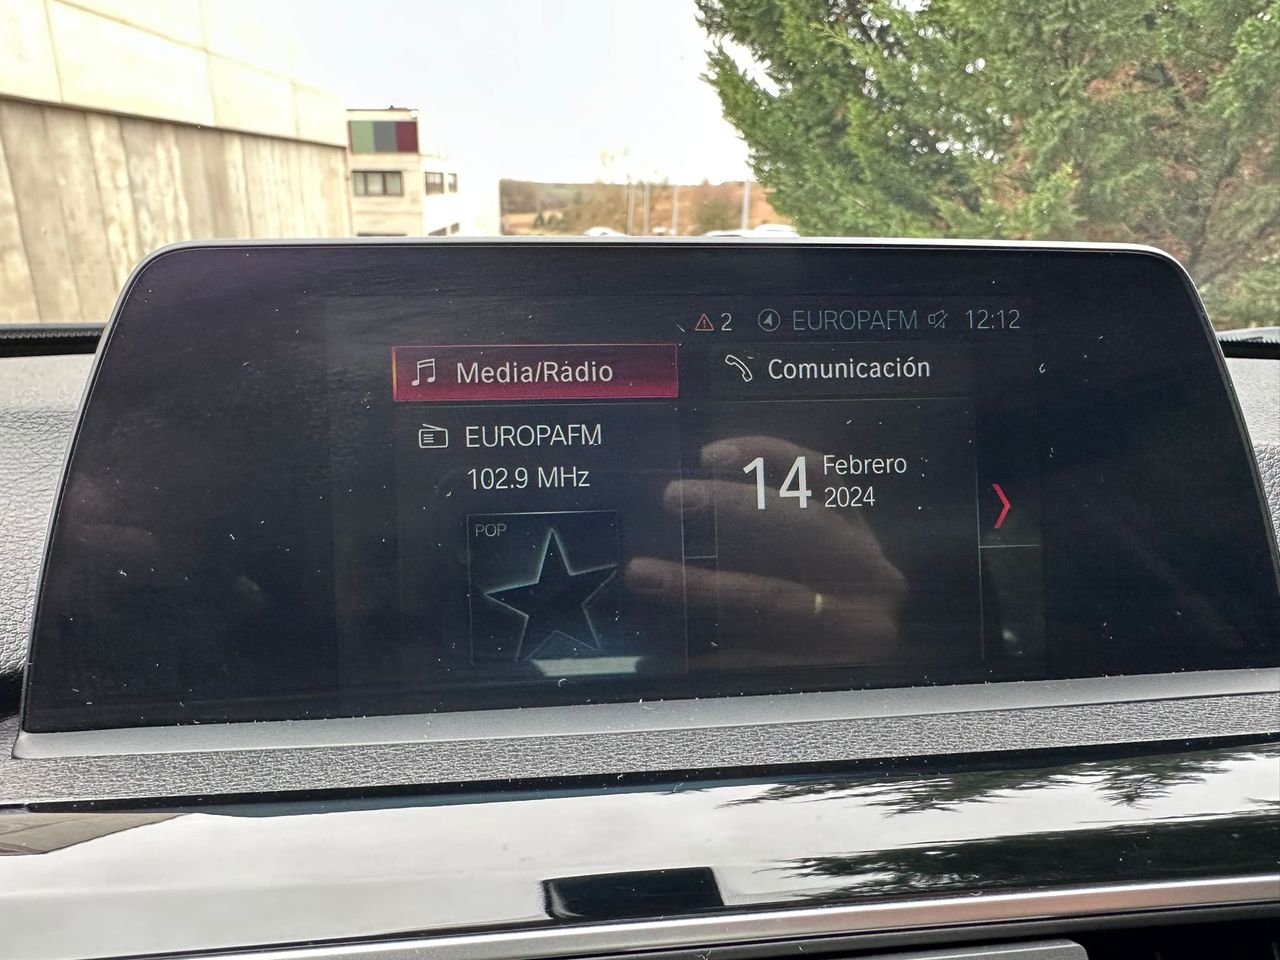 2 EUROPAFM 12:12
Media/Radio
Comunicación
EUROPAFM
102.9 MHz
POP
14 Febrero
2024